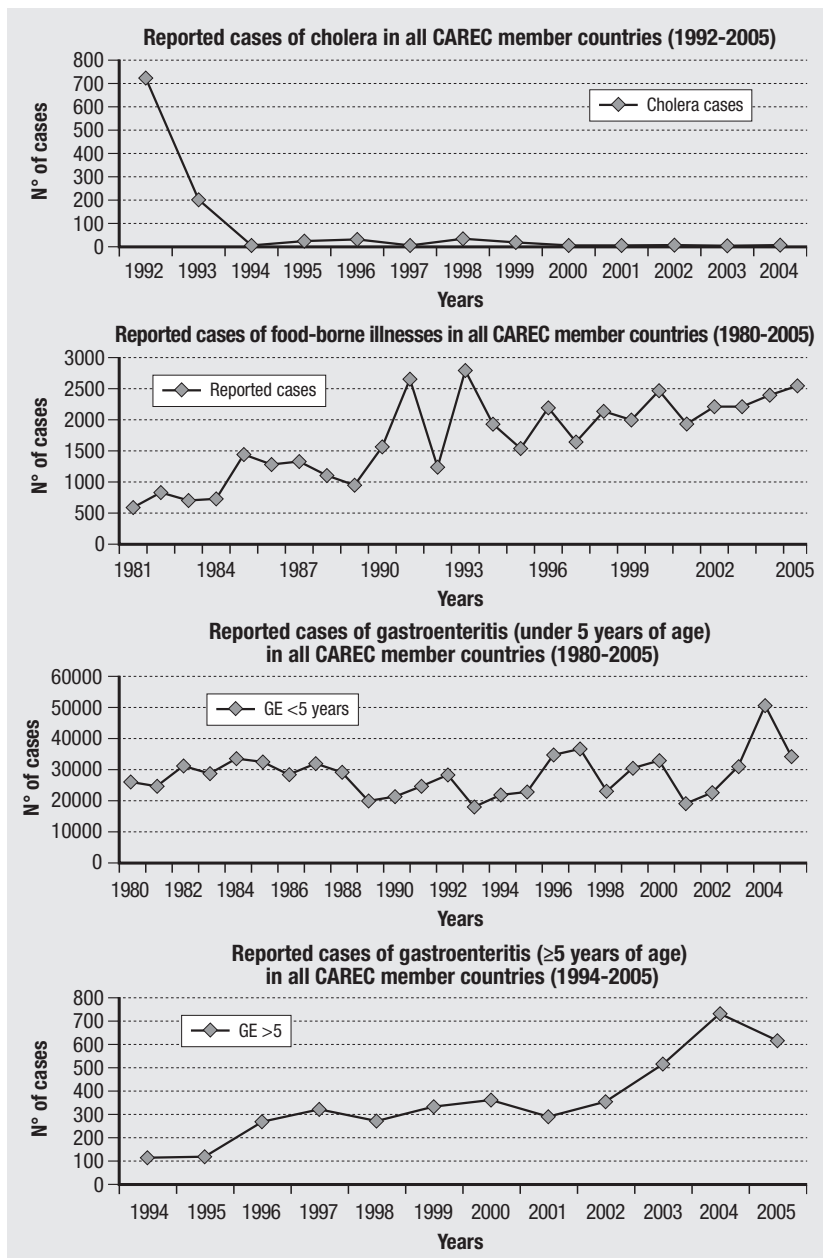 Reported cases of cholera in all CAREC member countries (1992-2005)
800
700
600
500
400
300
200
100
0
N° of cases
Cholera cases
1992 1993 1994 1995 1996 1997 1998 1999 2000 2001 2002 2003 2004
Years
Reported cases of food-borne illnesses in all CAREC member countries (1980-2005)
3000
2500
2000
1500
1000
500
0
N° of cases
Reported cases
1981 1984 1987 1990 1993 1996 1999 2002 2005
Years
Reported cases of gastroenteritis (under 5 years of age)
in all CAREC member countries (1980-2005)
60000
50000
40000
30000
20000
10000
0
N° of cases
GE <5 years
1980 1982 1984 1986 1988 1990 1992 1994 1996 1998 2000 2002 2004
Years
Reported cases of gastroenteritis (≥5 years of age)
in all CAREC member countries (1994-2005)
800
700
600
500
400
300
200
100
0
N° of cases
GE >5
1994 1995 1996 1997 1998 1999 2000 2001 2002 2003 2004 2005
Years